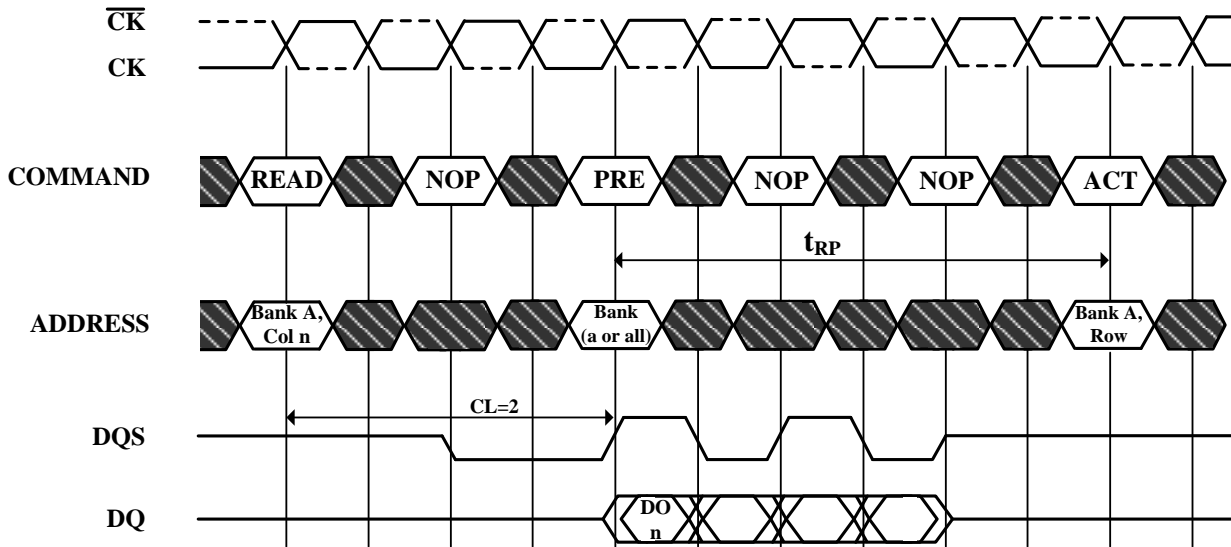 CK
CK
COMMAND
READ
NOP
PRE
NOP
NOP
ACT
tRP
ADDRESS
Bank A,
Col n
Bank
(a or all)
Bank A,
Row
CL=2
DQS
DQ
DO
n